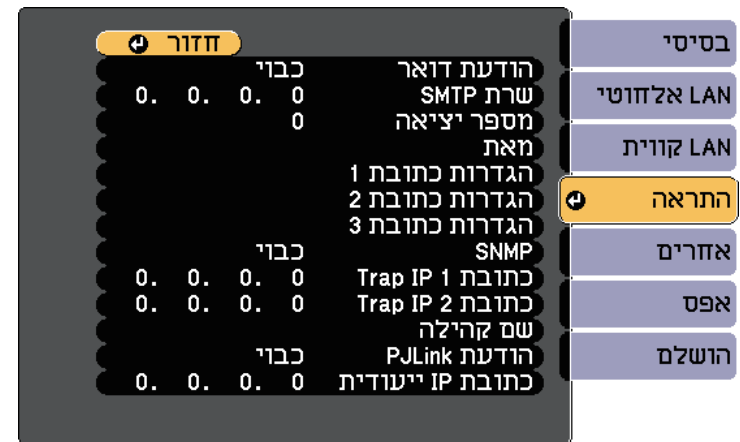 בסיסי
LAN אלחוטי
LAN קווית
התראה
אחרים
אפס
הושלם
חזור
הודעת דואר כבוי
שרת SMTP 0. 0. 0. 0
מספר יציאה 0
מאת
הגדרות כתובת 1
הגדרות כתובת 2
הגדרות כתובת 3
SNMP כבוי
כתובת Trap IP 1 0. 0. 0. 0
כתובת Trap IP 2 0. 0. 0. 0
שם קהילה
הודעת PJLink כבוי
כתובת IP ייעודית 0. 0. 0. 0